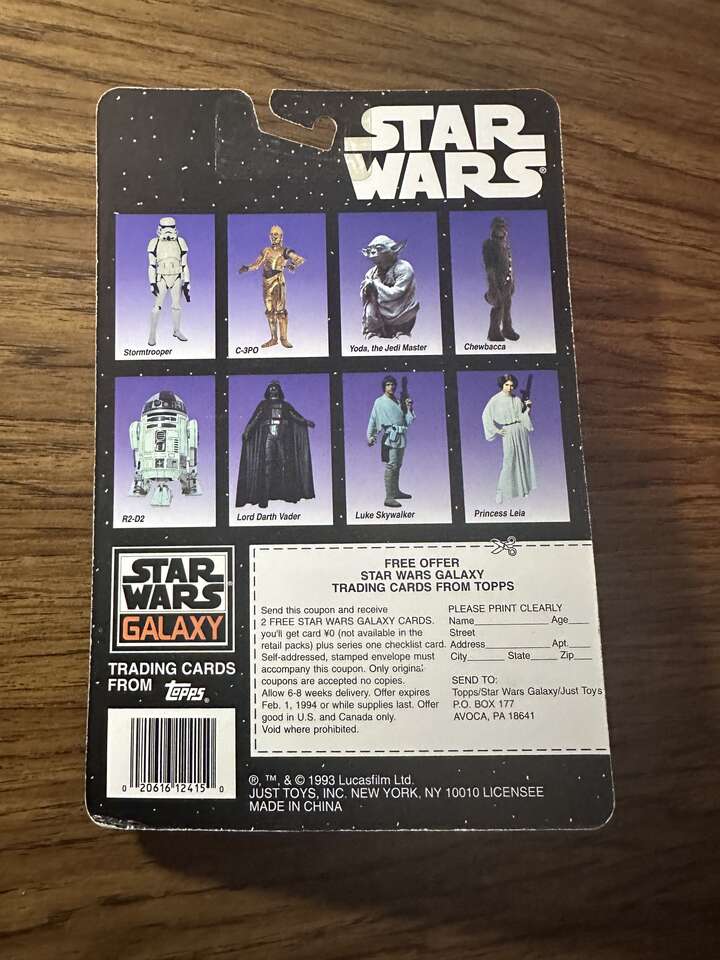 STAR
WARS®
Stormtrooper
C-3PO
Yoda, the Jedi Master
Chewbacca
R2-D2
Lord Darth Vader
Luke Skywalker
Princess Leia
STAR
WARS®
GALAXY
TRADING CARDS
FROM Topps®
0 20616 12415 0
FREE OFFER
STAR WARS GALAXY
TRADING CARDS FROM TOPPS
Send this coupon and receive
2 FREE STAR WARS GALAXY CARDS.
you'll get card ¥0 (not available in the
retail packs) plus series one checklist card.
Self-addressed, stamped envelope must
accompany this coupon. Only original
coupons are accepted no copies.
Allow 6-8 weeks delivery. Offer expires
Feb. 1, 1994 or while supplies last. Offer
good in U.S. and Canada only.
Void where prohibited.
PLEASE PRINT CLEARLY
Name Age
Street
Address Apt.
City State Zip
SEND TO:
Topps/Star Wars Galaxy/Just Toys
P.O. BOX 177
AVOCA, PA 18641
®, ™, & © 1993 Lucasfilm Ltd.
JUST TOYS, INC. NEW YORK, NY 10010 LICENSEE
MADE IN CHINA